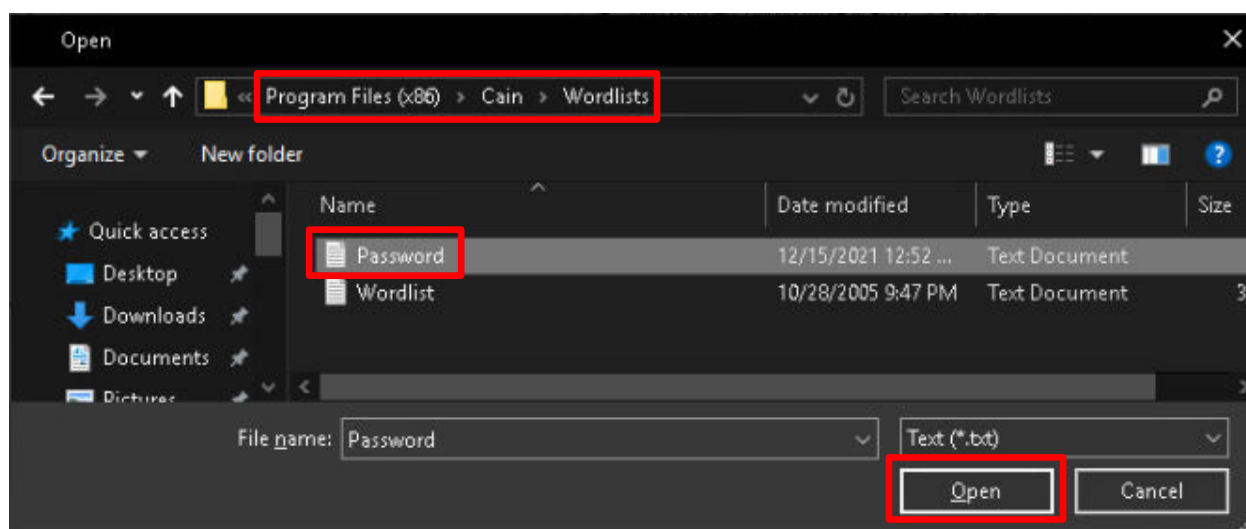 Open
« Program Files (x86) > Cain > Wordlists Search Wordlists
Organize New folder
Name Date modified Type Size
Quick access
Password 12/15/2021 12:52 ... Text Document
Desktop
Wordlist 10/28/2005 9:47 PM Text Document 3
Downloads
Documents
Pictures
File name: Password Text (*.txt)
Open Cancel